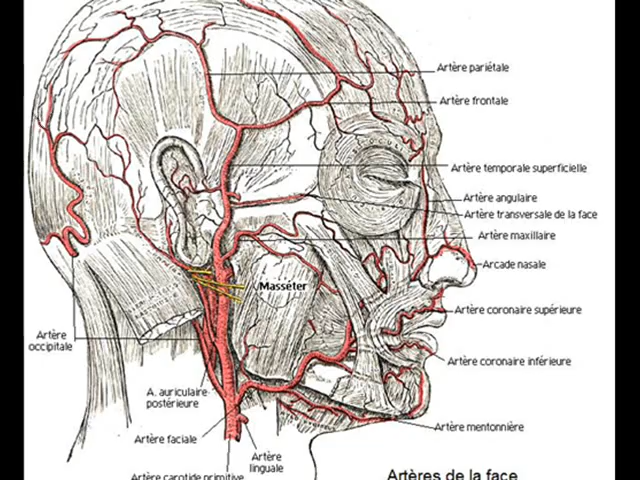 Artère pariétale
Artère frontale
Artère temporale superficielle
Artère angulaire
Artère transversale de la face
Artère maxillaire
Arcade nasale
Masséter
Artère coronaire supérieure
Artère
occipitale
Artère coronaire inférieure
A. auriculaire
postérieure
Artère mentonnière
Artère faciale
Artère
linguale
Artère carotide primitive
Artères de la face